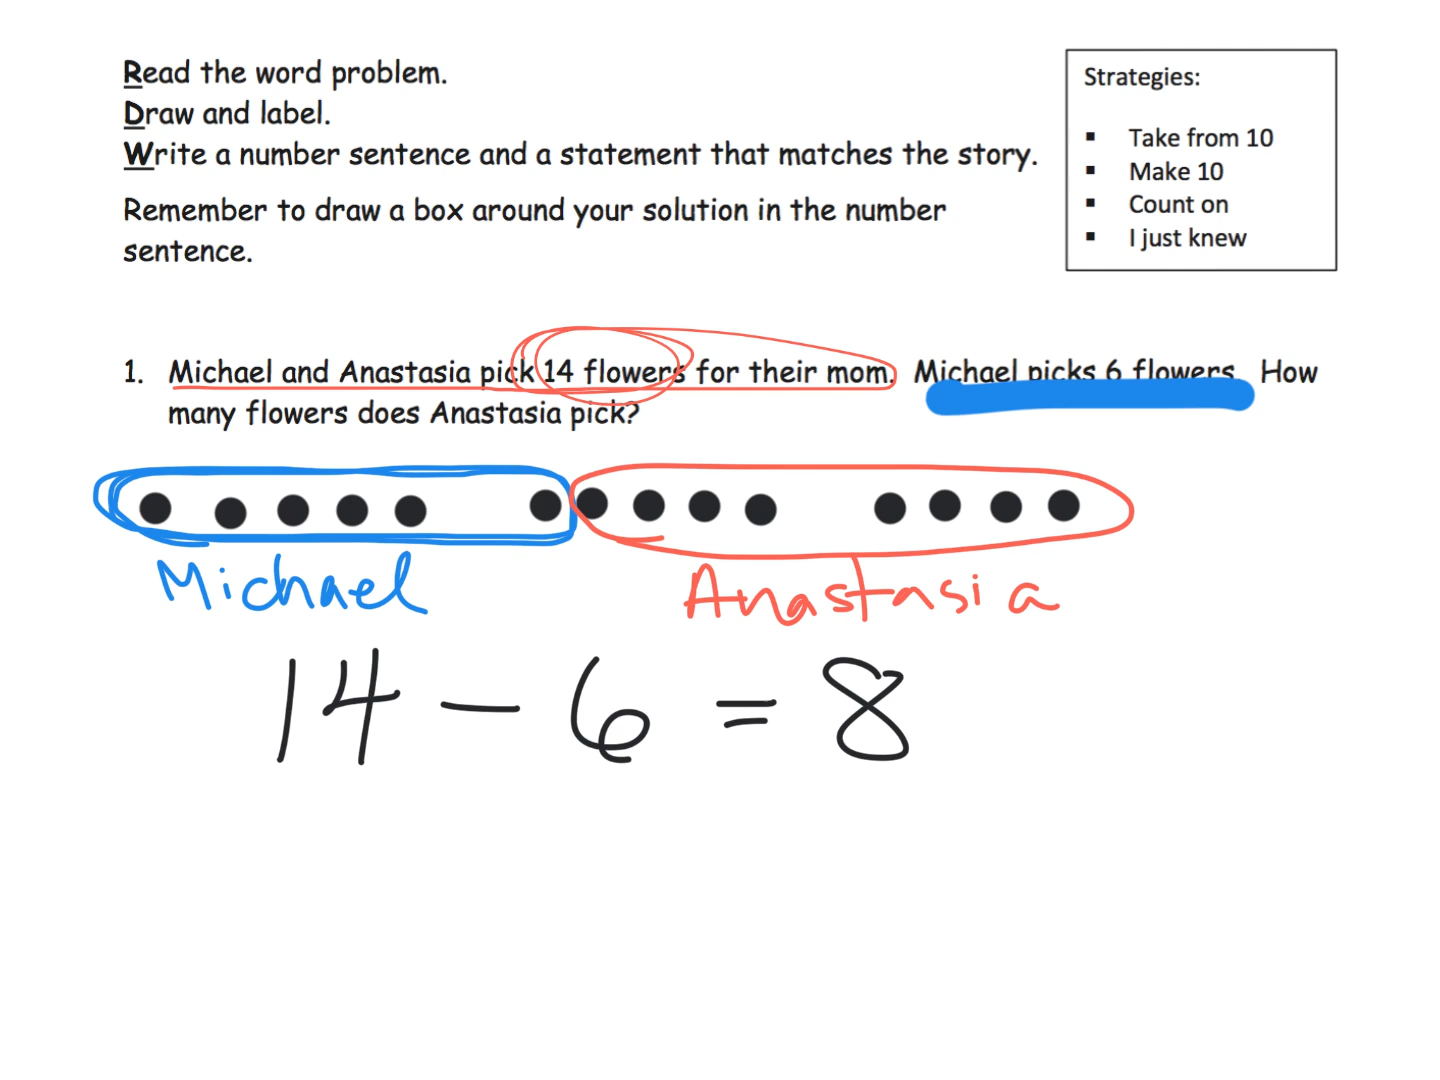 Read the word problem.
Draw and label.
Write a number sentence and a statement that matches the story.
Remember to draw a box around your solution in the number
sentence.
Strategies:
▪ Take from 10
▪ Make 10
▪ Count on
▪ I just knew
1. Michael and Anastasia pick 14 flowers for their mom. Michael picks 6 flowers. How
many flowers does Anastasia pick?
Michael Anastasia
14 - 6 = 8